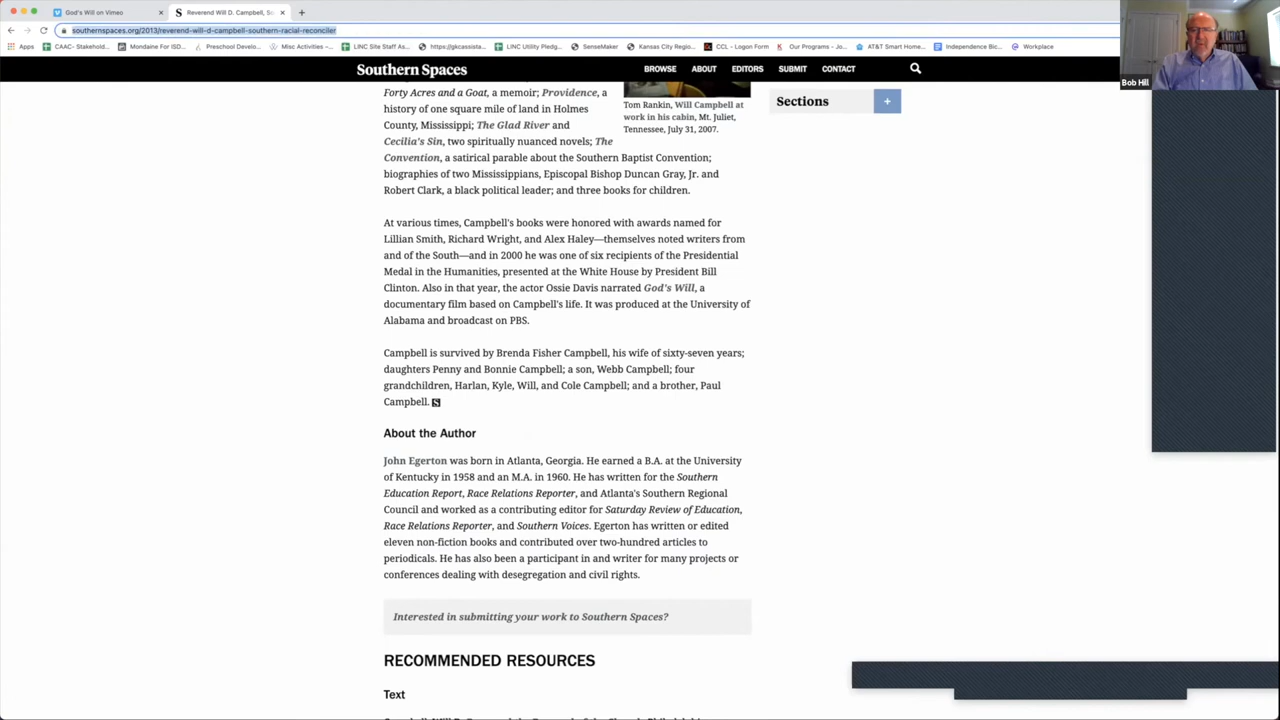 God's Will on Vimeo
Reverend Will D. Campbell, So
southernspaces.org/2013/reverend-will-d-campbell-southern-racial-reconciler
Apps
CAAC- Stakehold...
Mondaine For ISD...
Preschool Develo...
Misc Activities –...
LINC Site Staff As...
https://gkcassista...
LINC Utility Pledg...
SenseMaker
Kansas City Regio...
CCL - Logon Form
Our Programs - Jo...
AT&T Smart Home...
Independence Bic...
Workplace
Bob Hill
Southern Spaces
BROWSE ABOUT EDITORS SUBMIT CONTACT
Forty Acres and a Goat, a memoir; Providence, a
history of one square mile of land in Holmes
County, Mississippi; The Glad River and
Cecilia's Sin, two spiritually nuanced novels; The
Convention, a satirical parable about the Southern Baptist Convention;
biographies of two Mississippians, Episcopal Bishop Duncan Gray, Jr. and
Robert Clark, a black political leader; and three books for children.
Tom Rankin, Will Campbell at
work in his cabin, Mt. Juliet,
Tennessee, July 31, 2007.
Sections +
At various times, Campbell's books were honored with awards named for
Lillian Smith, Richard Wright, and Alex Haley—themselves noted writers from
and of the South—and in 2000 he was one of six recipients of the Presidential
Medal in the Humanities, presented at the White House by President Bill
Clinton. Also in that year, the actor Ossie Davis narrated God's Will, a
documentary film based on Campbell's life. It was produced at the University of
Alabama and broadcast on PBS.
Campbell is survived by Brenda Fisher Campbell, his wife of sixty-seven years;
daughters Penny and Bonnie Campbell; a son, Webb Campbell; four
grandchildren, Harlan, Kyle, Will, and Cole Campbell; and a brother, Paul
Campbell. S
About the Author
John Egerton was born in Atlanta, Georgia. He earned a B.A. at the University
of Kentucky in 1958 and an M.A. in 1960. He has written for the Southern
Education Report, Race Relations Reporter, and Atlanta's Southern Regional
Council and worked as a contributing editor for Saturday Review of Education,
Race Relations Reporter, and Southern Voices. Egerton has written or edited
eleven non-fiction books and contributed over two-hundred articles to
periodicals. He has also been a participant in and writer for many projects or
conferences dealing with desegregation and civil rights.
Interested in submitting your work to Southern Spaces?
RECOMMENDED RESOURCES
Text